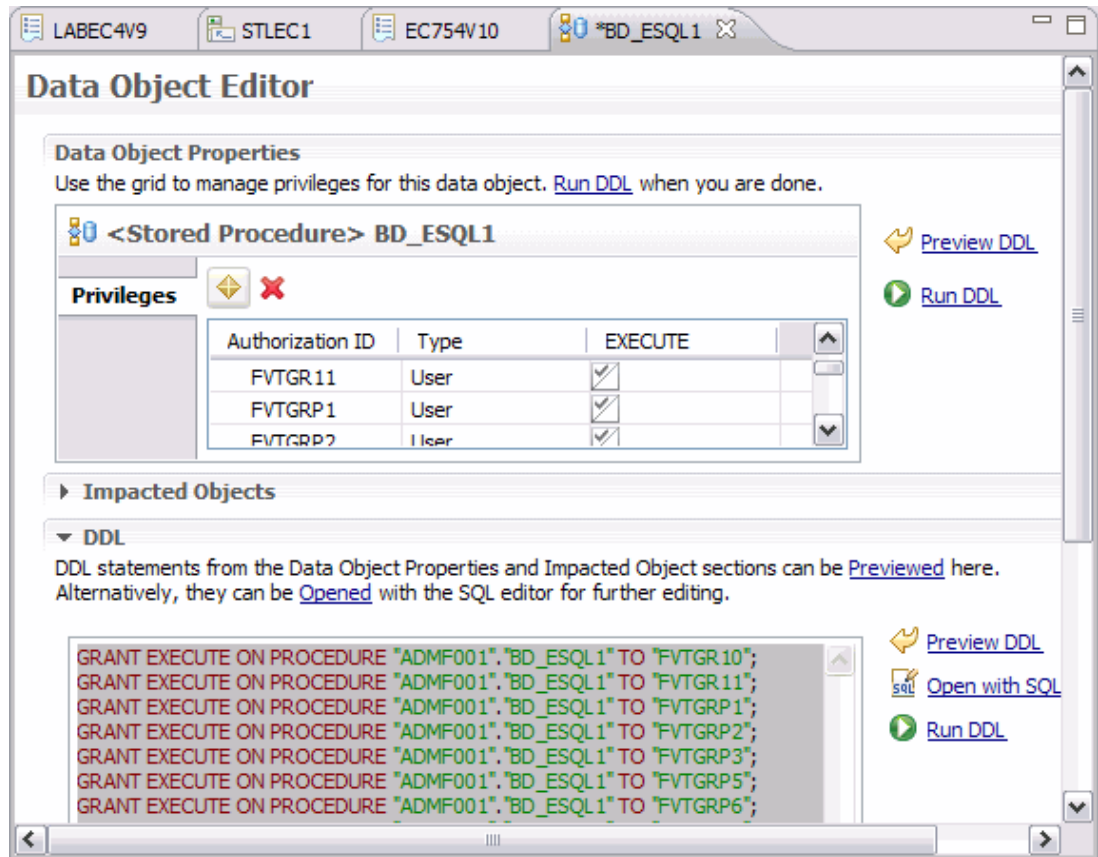 LABEC4V9 STLEC1 EC754V10 *BD_ESQL1
Data Object Editor
Data Object Properties
Use the grid to manage privileges for this data object. Run DDL when you are done.
<Stored Procedure> BD_ESQL1
Preview DDL
Privileges
Run DDL
Authorization ID Type EXECUTE
FVTGR11 User
FVTGRP1 User
FVTGRP2 User
Impacted Objects
DDL
DDL statements from the Data Object Properties and Impacted Object sections can be Previewed here.
Alternatively, they can be Opened with the SQL editor for further editing.
GRANT EXECUTE ON PROCEDURE "ADMF001"."BD_ESQL1" TO "FVTGR10";
GRANT EXECUTE ON PROCEDURE "ADMF001"."BD_ESQL1" TO "FVTGR11";
GRANT EXECUTE ON PROCEDURE "ADMF001"."BD_ESQL1" TO "FVTGRP1";
GRANT EXECUTE ON PROCEDURE "ADMF001"."BD_ESQL1" TO "FVTGRP2";
GRANT EXECUTE ON PROCEDURE "ADMF001"."BD_ESQL1" TO "FVTGRP3";
GRANT EXECUTE ON PROCEDURE "ADMF001"."BD_ESQL1" TO "FVTGRP5";
GRANT EXECUTE ON PROCEDURE "ADMF001"."BD_ESQL1" TO "FVTGRP6";
Preview DDL
SQL Open with SQL
Run DDL